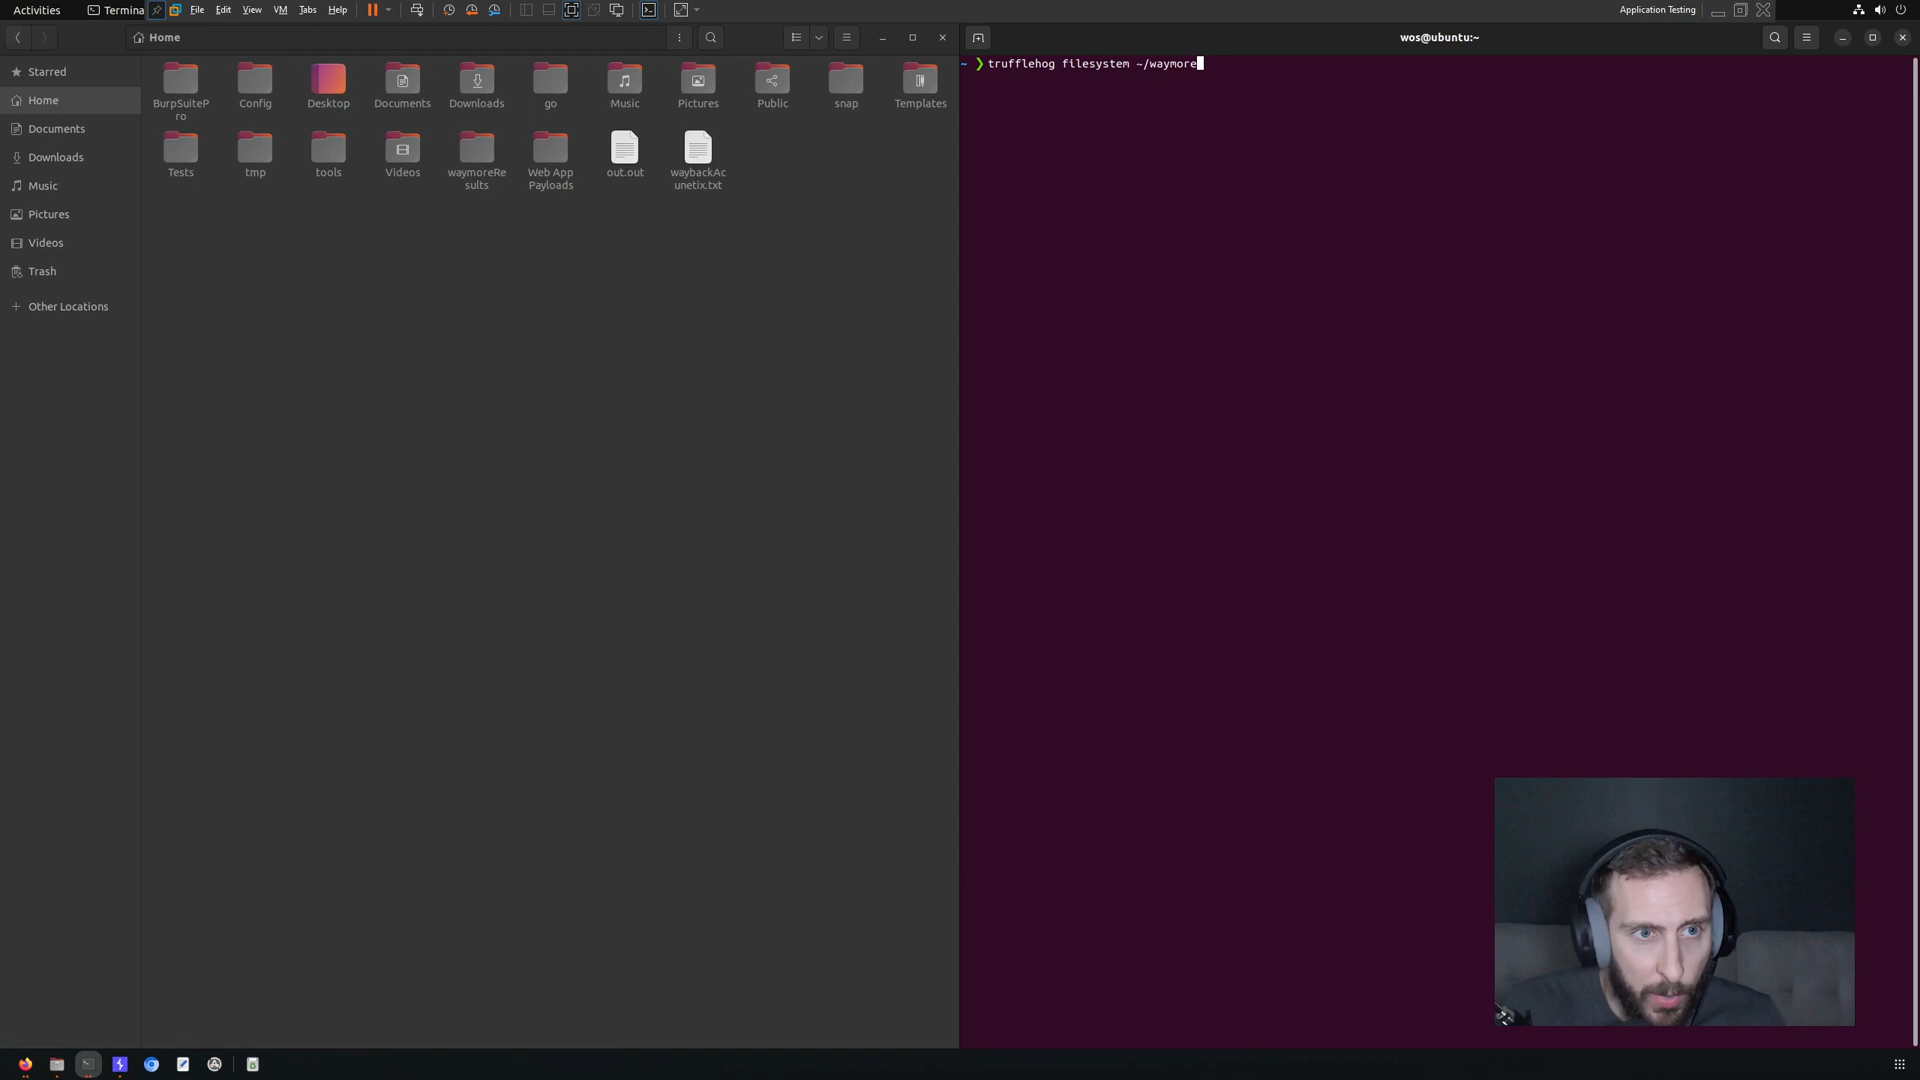 Activities
Termina
File
Edit
View
VM
Tabs
Help
Application Testing
Home
wos@ubuntu:~
Starred
Home
Documents
Downloads
Music
Pictures
Videos
Trash
Other Locations
BurpSuitePro
Config
Desktop
Documents
Downloads
go
Music
Pictures
Public
snap
Templates
Tests
tmp
tools
Videos
waymoreRe
sults
Web App
Payloads
out.out
waybackAc
unetix.txt
~ ❯ trufflehog filesystem ~/waymore